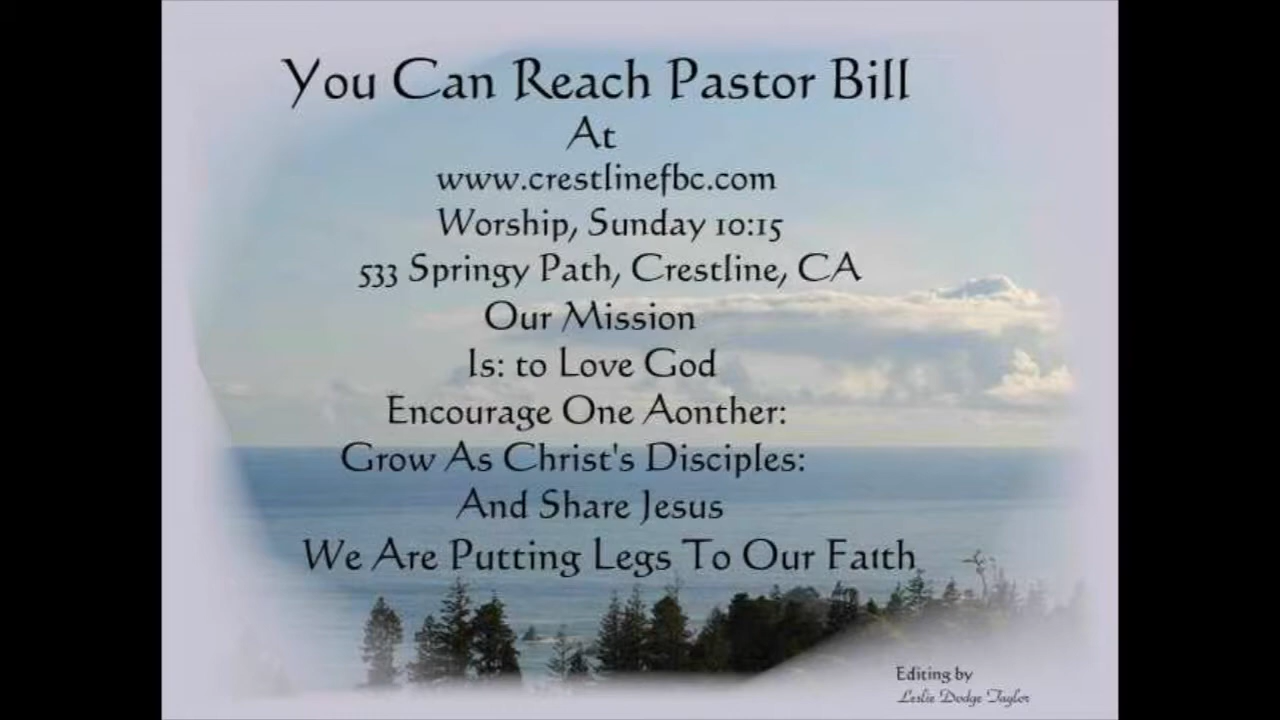 You Can Reach Pastor Bill
At
www.crestlinefbc.com
Worship, Sunday 10:15
533 Springy Path, Crestline, CA
Our Mission
Is: to Love God
Encourage One Aonther:
Grow As Christ's Disciples:
And Share Jesus
We Are Putting Legs To Our Faith
Editing by
Leslie Dodge Taylor